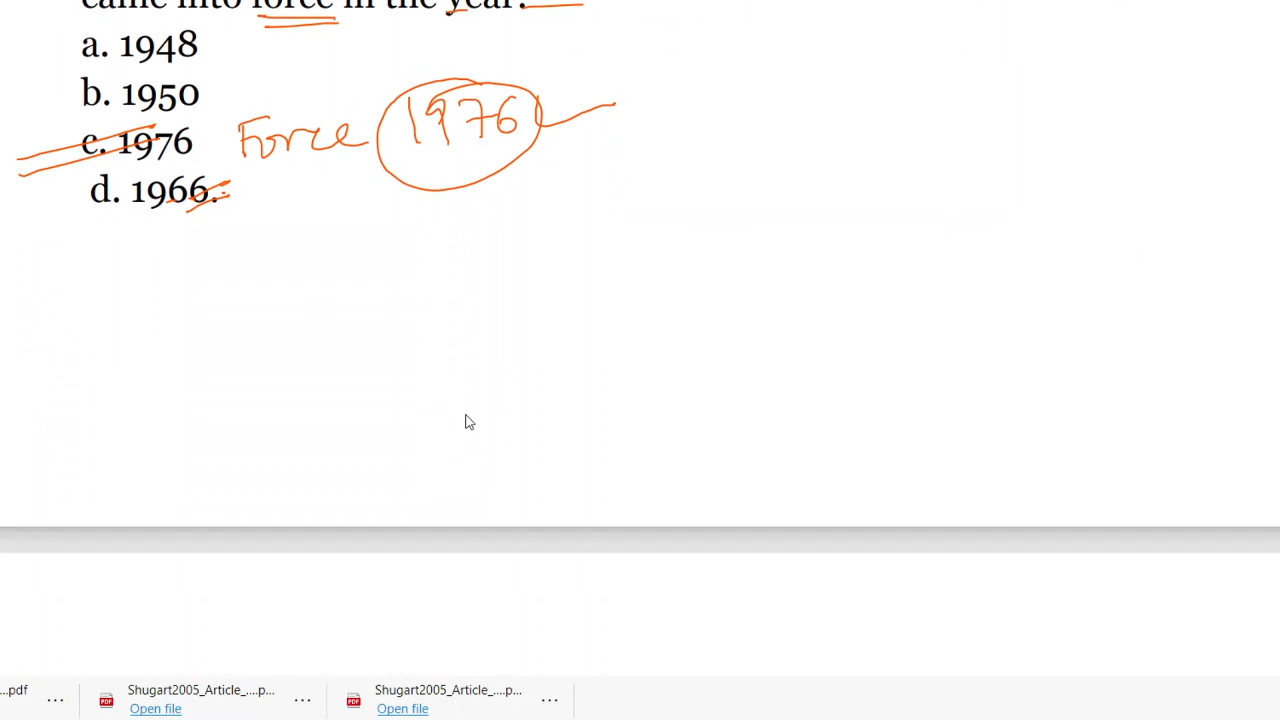 came into force in the year.
a. 1948
b. 1950
c. 1976 Force 1976
d. 1966.
...pdf
Shugart2005_Article_....p...
Open file
Shugart2005_Article_....p...
Open file